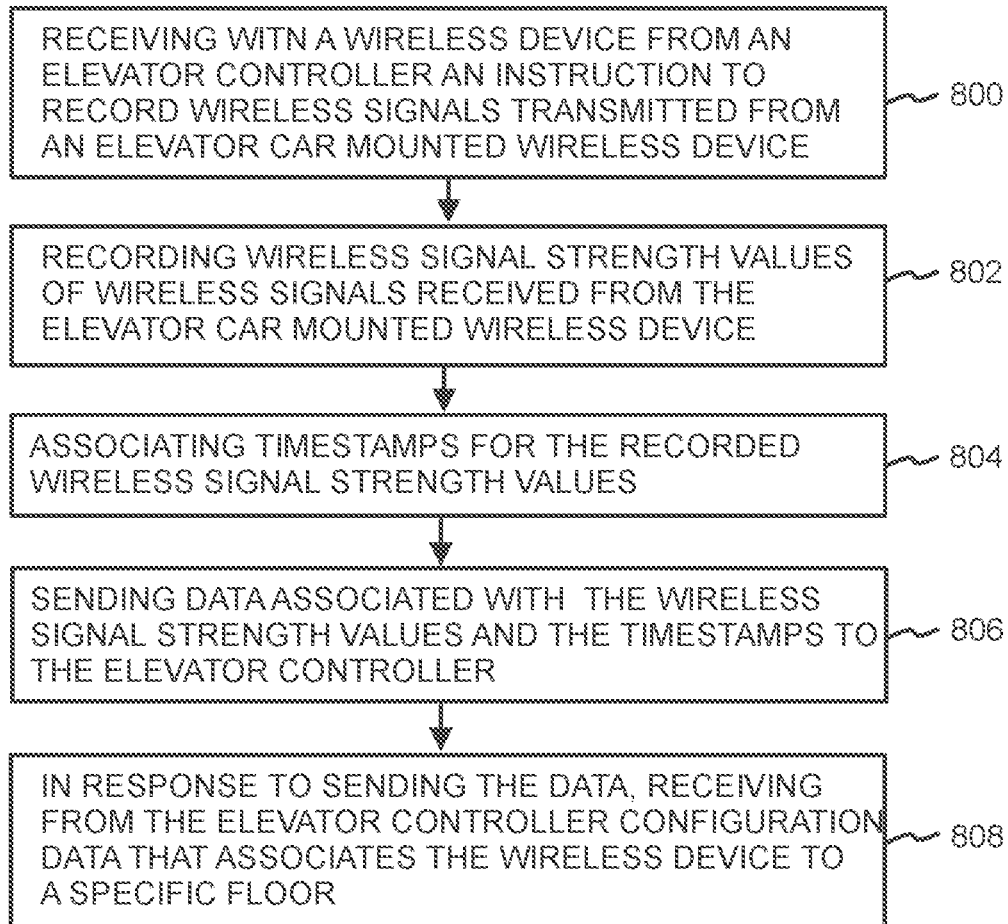 RECEIVING WITN A WIRELESS DEVICE FROM AN
ELEVATOR CONTROLLER AN INSTRUCTION TO
RECORD WIRELESS SIGNALS TRANSMITTED FROM
AN ELEVATOR CAR MOUNTED WIRELESS DEVICE
800
RECORDING WIRELESS SIGNAL STRENGTH VALUES
OF WIRELESS SIGNALS RECEIVED FROM THE
ELEVATOR CAR MOUNTED WIRELESS DEVICE
802
ASSOCIATING TIMESTAMPS FOR THE RECORDED
WIRELESS SIGNAL STRENGTH VALUES
804
SENDING DATA ASSOCIATED WITH THE WIRELESS
SIGNAL STRENGTH VALUES AND THE TIMESTAMPS TO
THE ELEVATOR CONTROLLER
806
IN RESPONSE TO SENDING THE DATA, RECEIVING
FROM THE ELEVATOR CONTROLLER CONFIGURATION
DATA THAT ASSOCIATES THE WIRELESS DEVICE TO
A SPECIFIC FLOOR
808